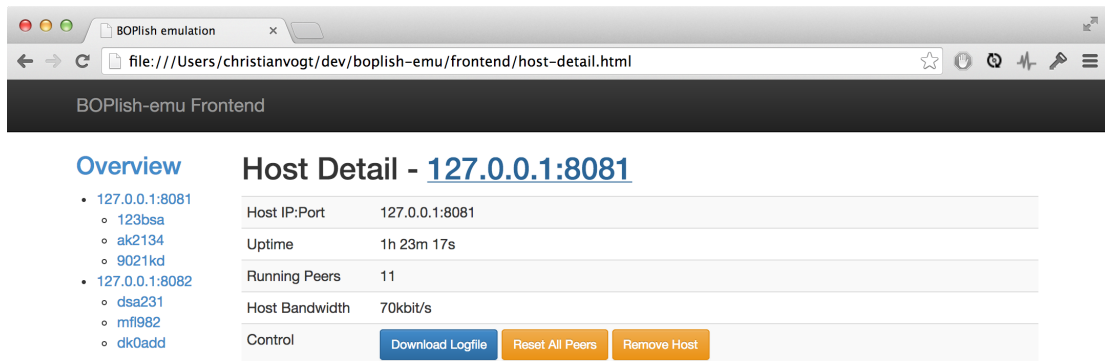 BOPlish emulation
file:///Users/christianvogt/dev/boplish-emu/frontend/host-detail.html
BOPlish-emu Frontend
Overview
127.0.0.1:8081
123bsa
ak2134
9021kd
127.0.0.1:8082
dsa231
mfl982
dk0add
Host Detail - 127.0.0.1:8081
Host IP:Port 127.0.0.1:8081
Uptime 1h 23m 17s
Running Peers 11
Host Bandwidth 70kbit/s
Control Download Logfile Reset All Peers Remove Host